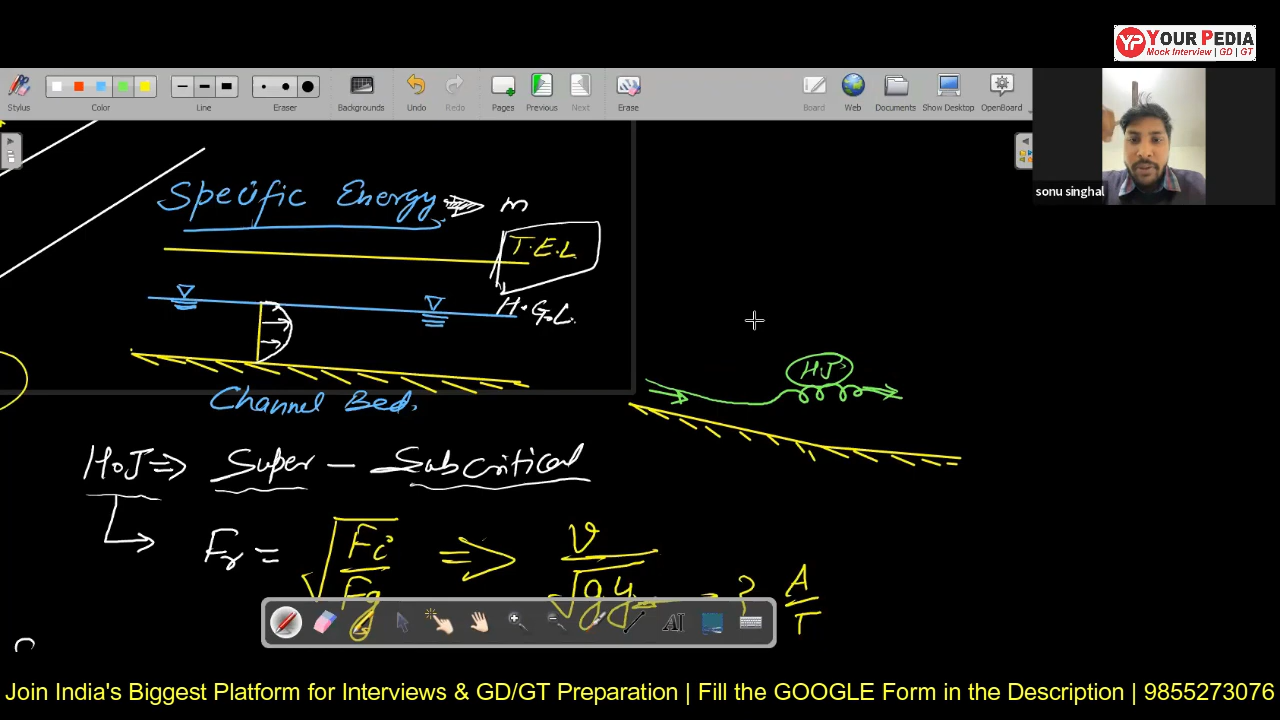 YOUR PEDIA
Mock Interview | GD | GT
Stylus
Color
Line
Eraser
Backgrounds
Undo
Redo
Pages
Previous
Next
Erase
Board
Web
Documents
Show Desktop
OpenBoard
sonu singhal
Specific Energy m
T.E.L
H.G.L.
Channel Bed.
HJ
HoJ => Super - Subcritical
Fr = √Fi/Fg => v/√gy → ? A/T
Join India's Biggest Platform for Interviews & GD/GT Preparation | Fill the GOOGLE Form in the Description | 9855273076